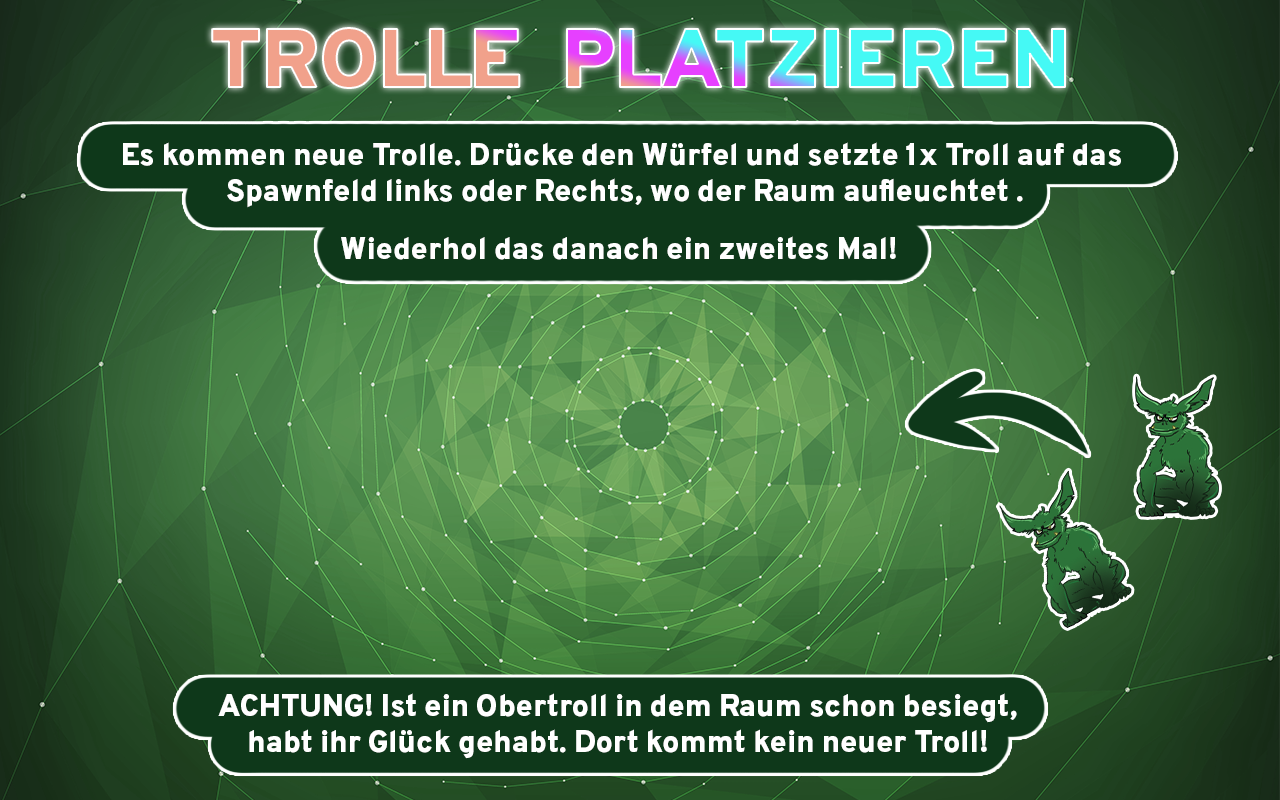 TROLLE PLATZIEREN
Es kommen neue Trolle. Drücke den Würfel und setzte 1x Troll auf das
Spawnfeld links oder Rechts, wo der Raum aufleuchtet .
Wiederhol das danach ein zweites Mal!
ACHTUNG! Ist ein Obertroll in dem Raum schon besiegt,
habt ihr Glück gehabt. Dort kommt kein neuer Troll!